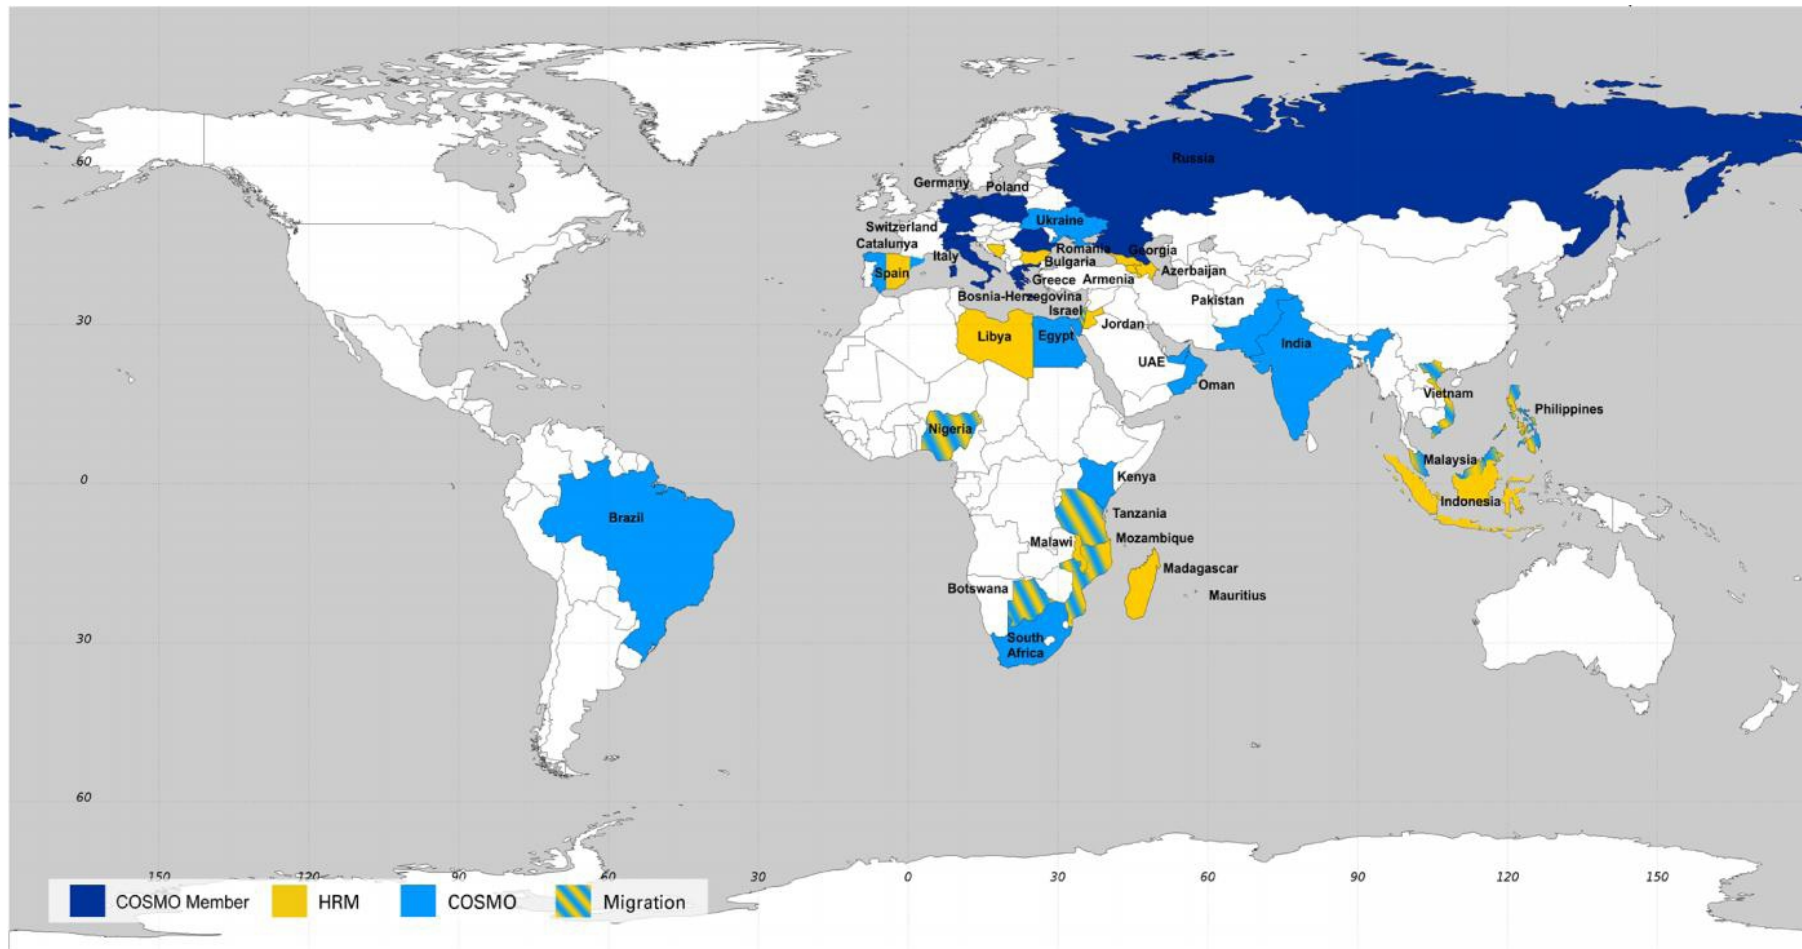 60
Russia
Germany
Poland
Ukraine
Switzerland
Catalunya
Romania
Georgia
Italy
Bulgaria
Spain
Azerbaijan
Greece
Armenia
Bosnia-Herzegovina
Pakistan
Israel
30
Jordan
Libya
Egypt
India
UAE
Oman
Vietnam
Philippines
Nigeria
Malaysia
Kenya
0
Indonesia
Brazil
Tanzania
Malawi
Mozambique
Madagascar
Botswana
Mauritius
30
South
Africa
60
150
120
90
60
30
0
30
60
90
120
150
COSMO Member
HRM
COSMO
Migration